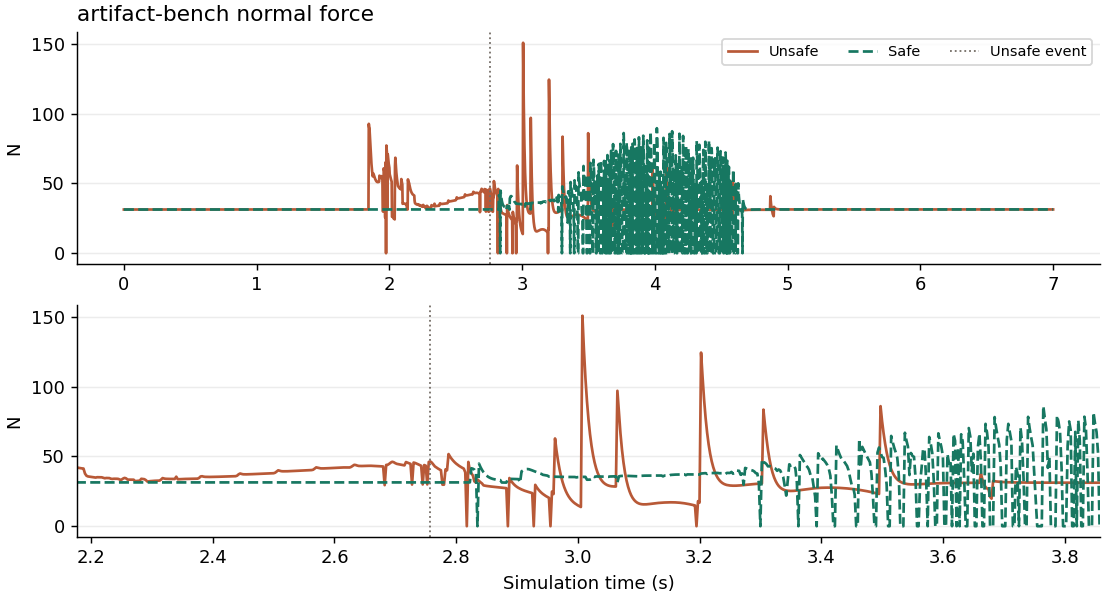 artifact-bench normal force
Unsafe Safe Unsafe event
150
100
50
0
N
0 1 2 3 4 5 6 7
150
100
50
0
N
2.2 2.4 2.6 2.8 3.0 3.2 3.4 3.6 3.8
Simulation time (s)